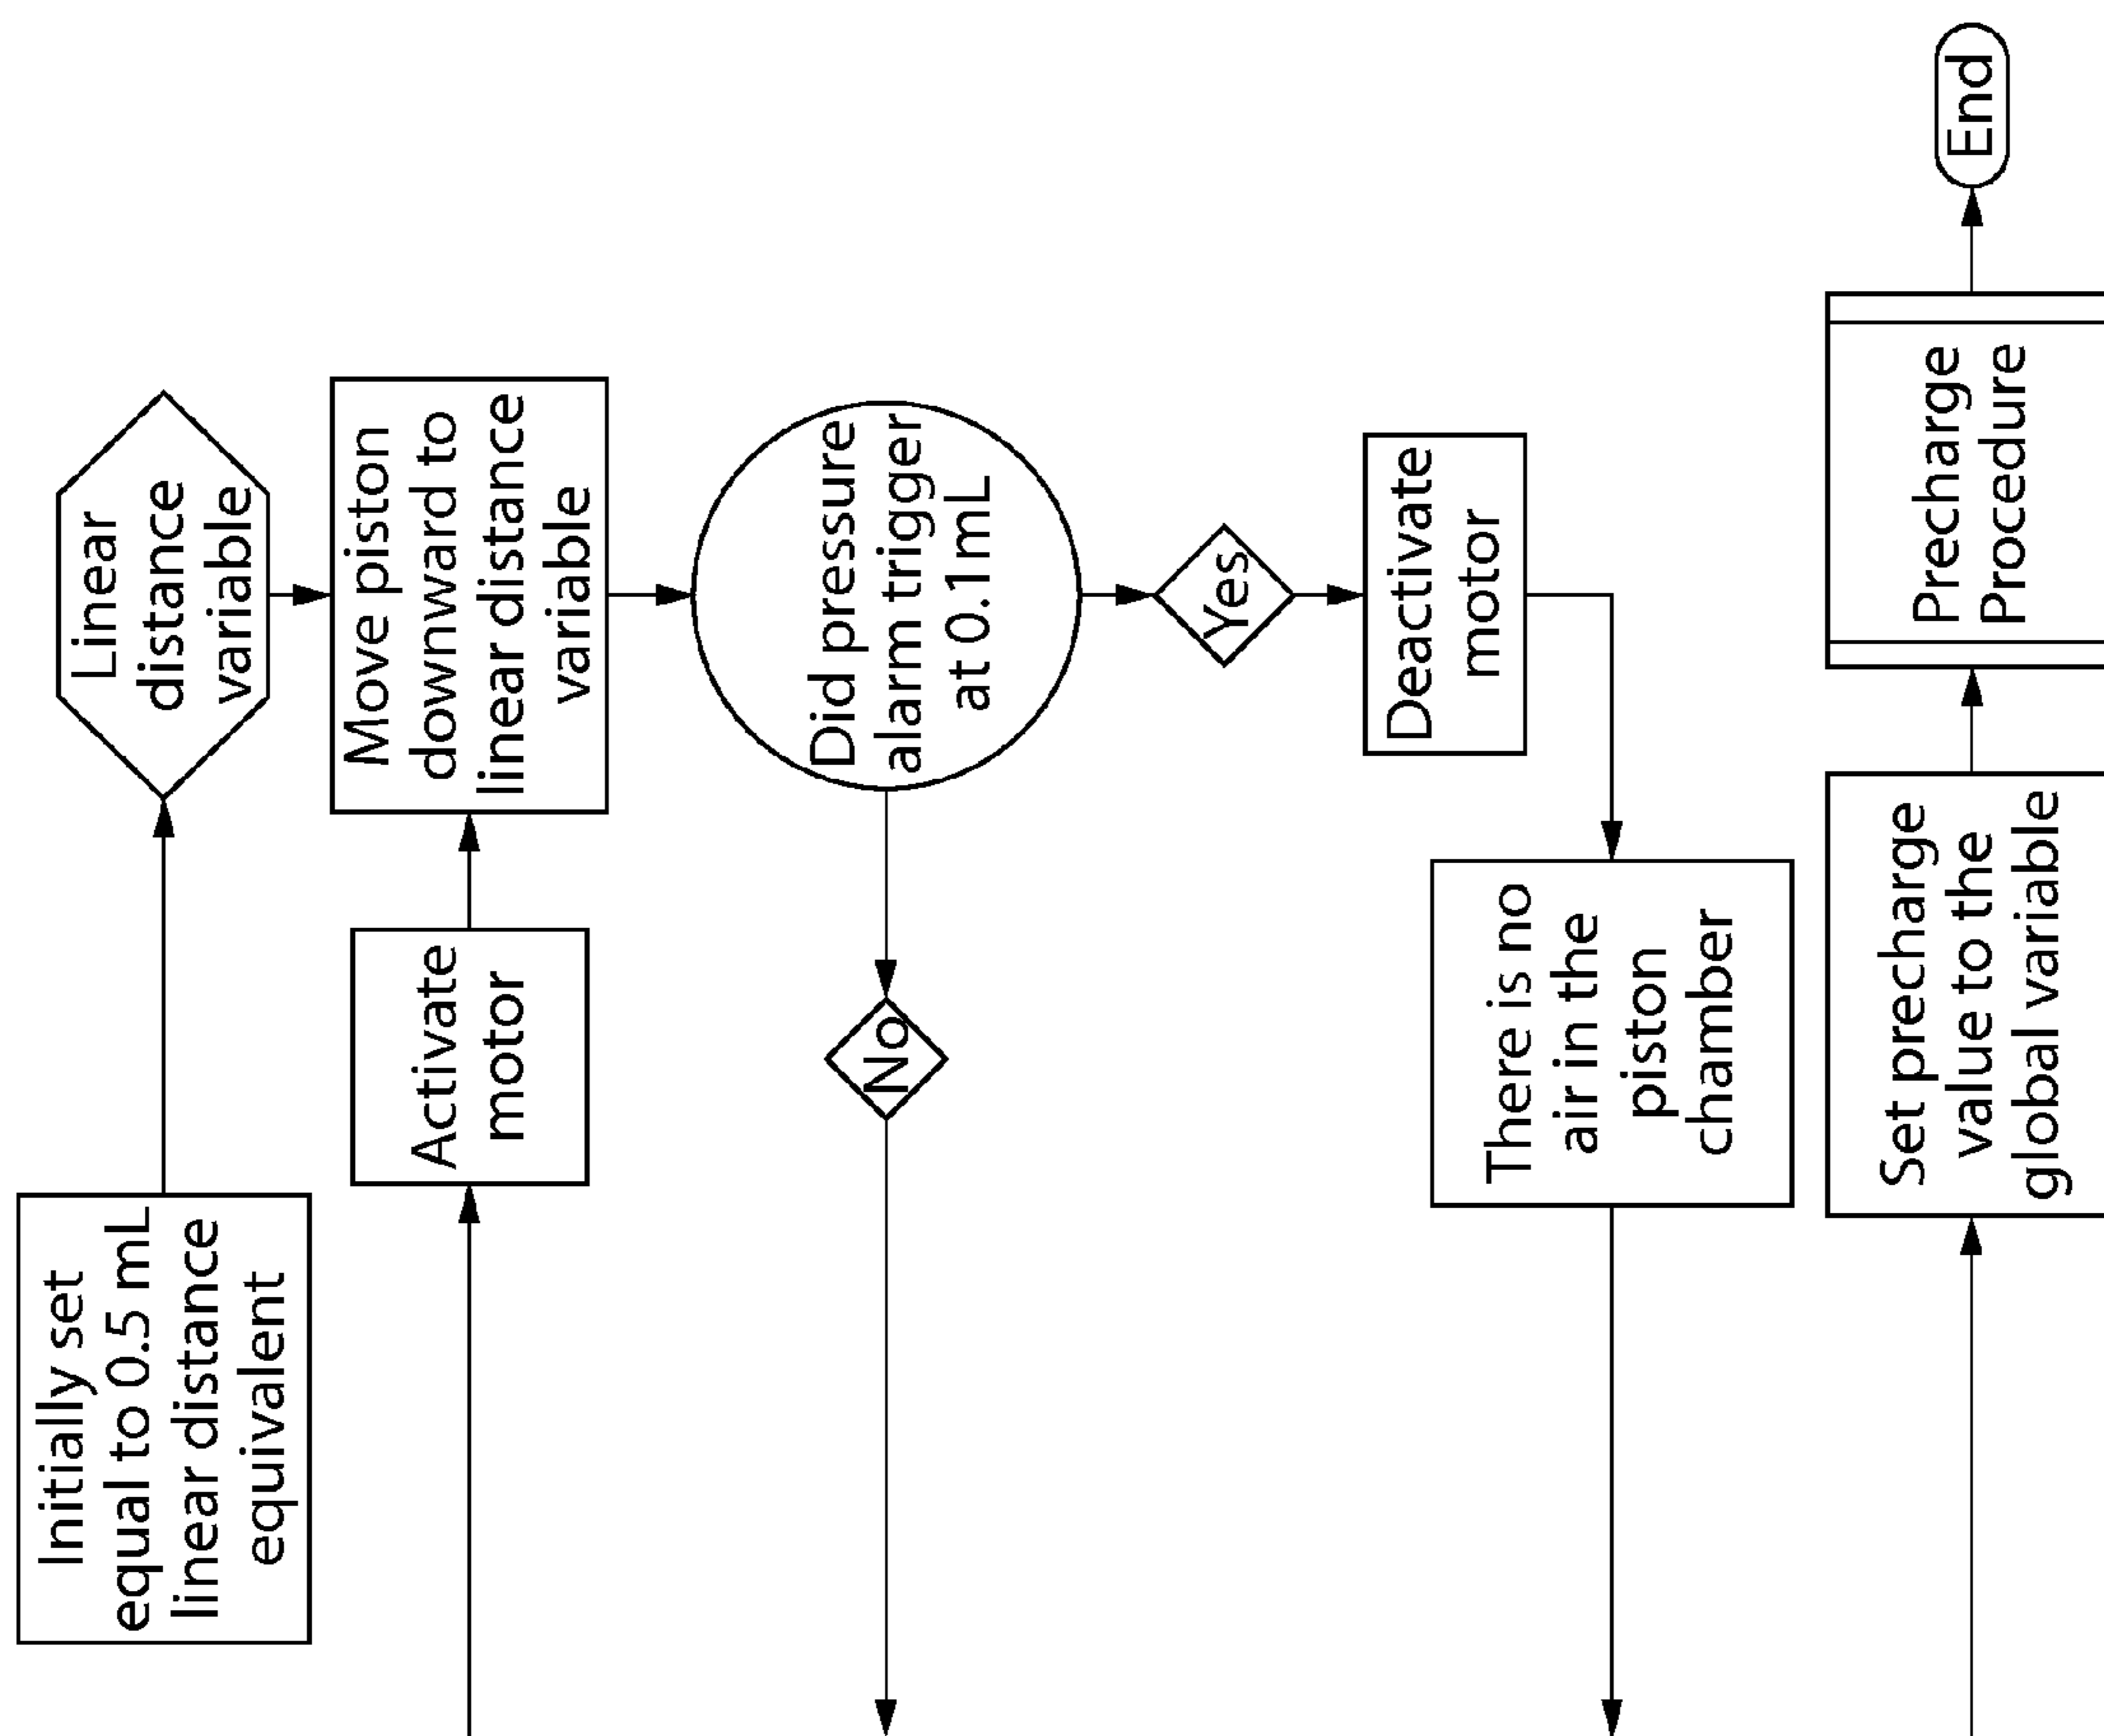 Initially set
equal to 0.5 mL
linear distance
equivalent
Linear
distance
variable
Activate
motor
Move piston
downward to
linear distance
variable
Did pressure
alarm trigger
at 0.1mL
No
Yes
Deactivate
motor
There is no
air in the
piston
chamber
Set precharge
value to the
global variable
Precharge
Procedure
End